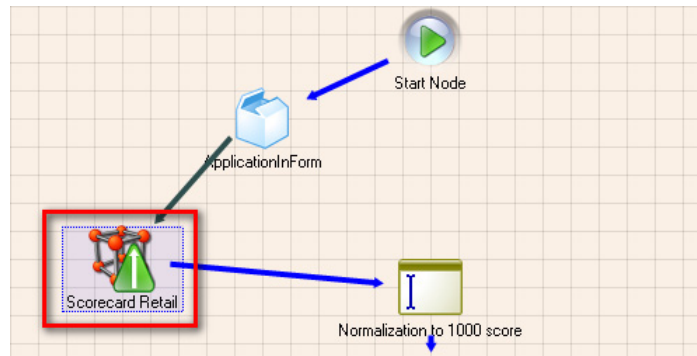 Start Node
ApplicationInForm
Scorecard Retail
Normalization to 1000 score